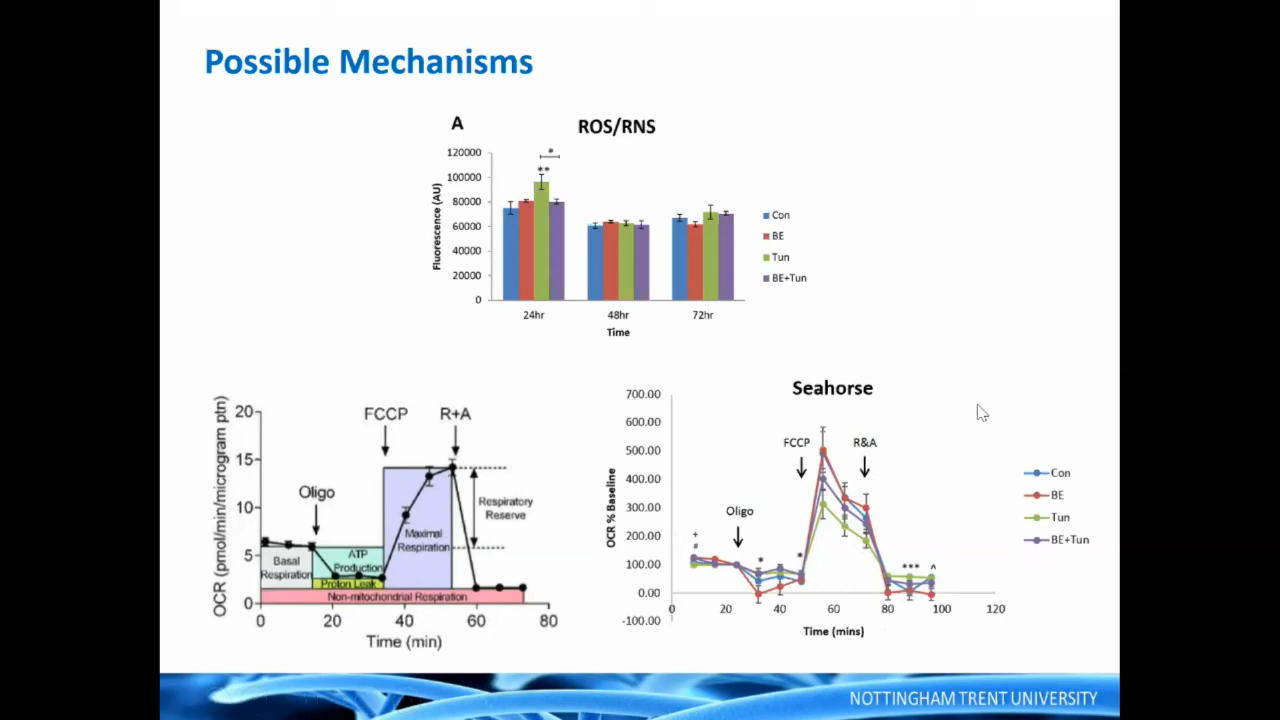 Possible Mechanisms
A
ROS/RNS
120000
100000
80000
60000
40000
20000
0
Fluorescence (AU)
*
**
24hr
48hr
72hr
Time
Con
BE
Tun
BE+Tun
OCR (pmol/min/microgram ptn)
20
15
10
5
0
FCCP
R+A
Oligo
Respiratory
Reserve
Maximal
Respiration
ATP
Production
Basal
Respiration
Proton Leak
Non-mitochondrial Respiration
0
20
40
60
80
Time (min)
Seahorse
700.00
600.00
500.00
400.00
300.00
200.00
100.00
0.00
-100.00
OCR % Baseline
FCCP
R&A
Oligo
+
#
*
*
***
^
0
20
40
60
80
100
120
Time (mins)
Con
BE
Tun
BE+Tun
NOTTINGHAM TRENT UNIVERSITY